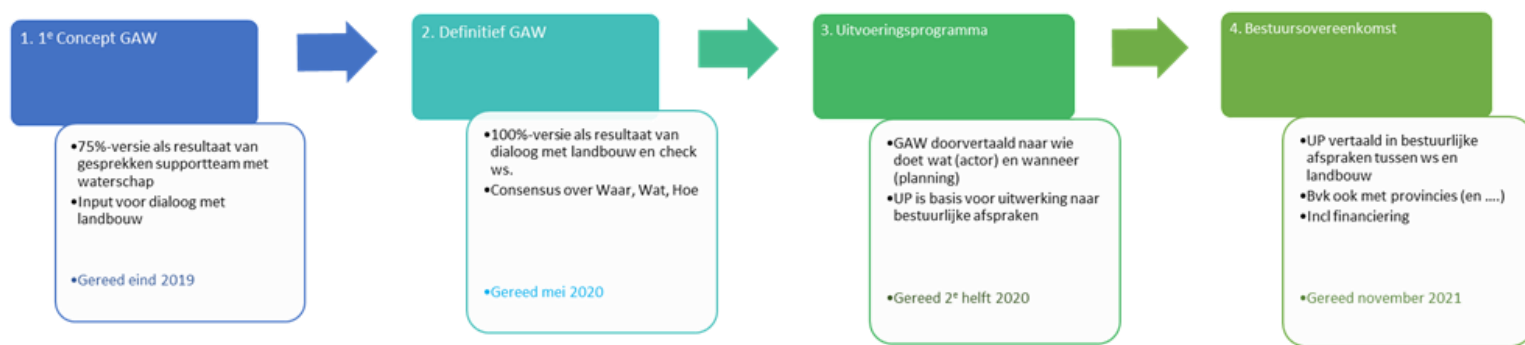 1. 1e Concept GAW
•75%-versie als resultaat van
gesprekken supportteam met
waterschap
•Input voor dialoog met
landbouw
•Gereed eind 2019
2. Definitief GAW
•100%-versie als resultaat van
dialoog met landbouw en check
ws.
•Consensus over Waar, Wat, Hoe
•Gereed mei 2020
3. Uitvoeringsprogramma
•GAW doorvertaald naar wie
doet wat (actor) en wanneer
(planning)
•UP is basis voor uitwerking naar
bestuurlijke afspraken
•Gereed 2e helft 2020
4. Bestuursovereenkomst
•UP vertaald in bestuurlijke
afspraken tussen ws en
landbouw
•Bvk ook met provincies (en ....)
•Incl financiering
•Gereed november 2021